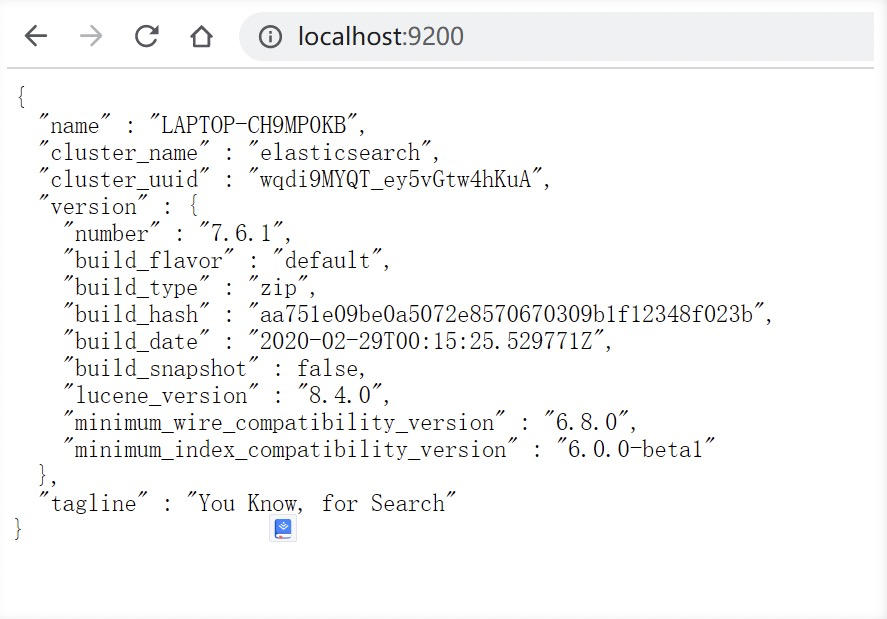 localhost:9200
{
"name" : "LAPTOP-CH9MP0KB",
"cluster_name" : "elasticsearch",
"cluster_uuid" : "wqdi9MYQT_ey5vGtw4hKuA",
"version" : {
"number" : "7.6.1",
"build_flavor" : "default",
"build_type" : "zip",
"build_hash" : "aa751e09be0a5072e8570670309b1f12348f023b",
"build_date" : "2020-02-29T00:15:25.529771Z",
"build_snapshot" : false,
"lucene_version" : "8.4.0",
"minimum_wire_compatibility_version" : "6.8.0",
"minimum_index_compatibility_version" : "6.0.0-beta1"
},
"tagline" : "You Know, for Search"
}